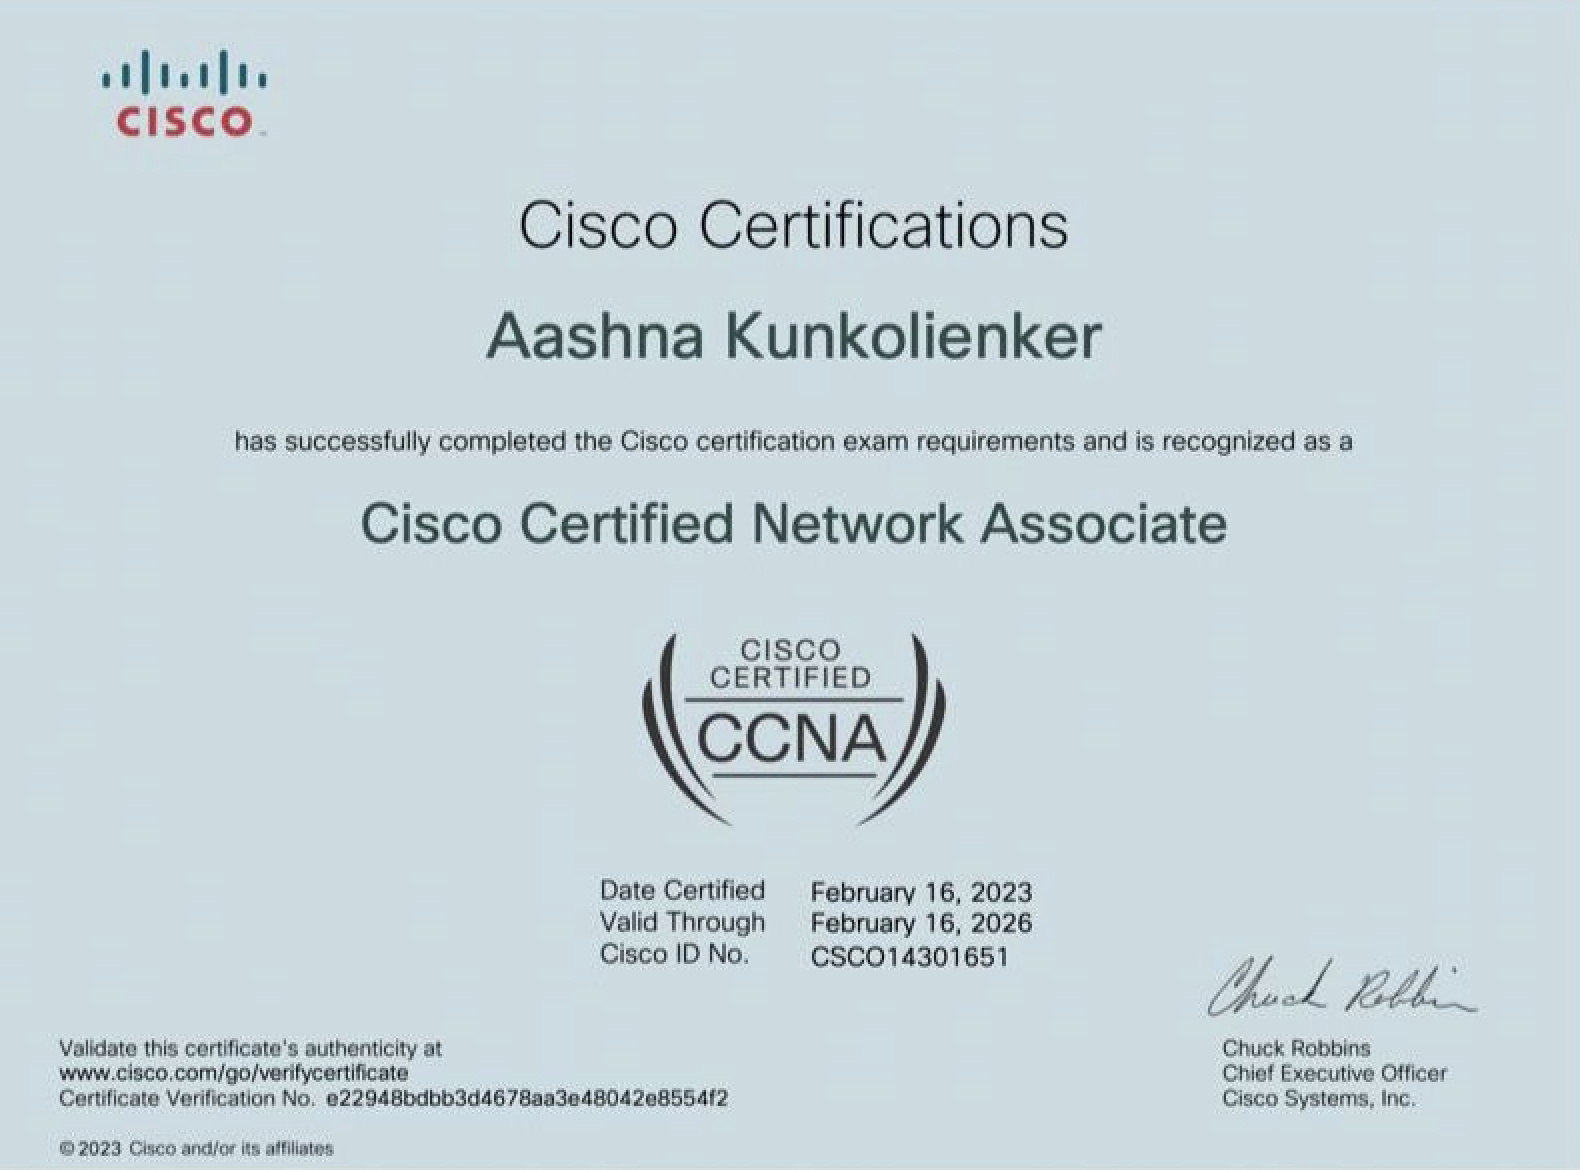 CISCO
Cisco Certifications
Aashna Kunkolienker
has successfully completed the Cisco certification exam requirements and is recognized as a
Cisco Certified Network Associate
CISCO
CERTIFIED
CCNA
Date Certified February 16, 2023
Valid Through February 16, 2026
Cisco ID No. CSCO14301651
Chuck Robbins
Validate this certificate's authenticity at
www.cisco.com/go/verifycertificate
Certificate Verification No. e22948bdbb3d4678aa3e48042e8554f2
Chuck Robbins
Chief Executive Officer
Cisco Systems, Inc.
© 2023 Cisco and/or its affiliates